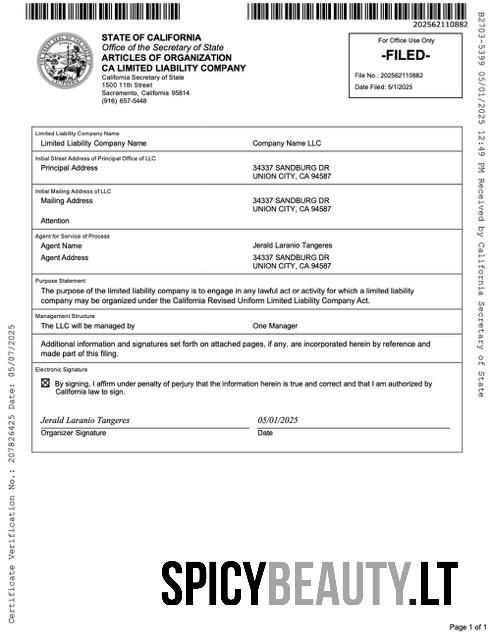 202562110882
STATE OF CALIFORNIA
Office of the Secretary of State
ARTICLES OF ORGANIZATION
CA LIMITED LIABILITY COMPANY
California Secretary of State
1500 11th Street
Sacramento, California 95814
(916) 657-5448
For Office Use Only
-FILED-
File No.: 202562110882
Date Filed: 5/1/2025
Limited Liability Company Name
Limited Liability Company Name Company Name LLC
Initial Street Address of Principal Office of LLC
Principal Address 34337 SANDBURG DR
UNION CITY, CA 94587
Initial Mailing Address of LLC
Mailing Address 34337 SANDBURG DR
UNION CITY, CA 94587
Attention
Agent for Service of Process
Agent Name Jerald Laranio Tangeres
Agent Address 34337 SANDBURG DR
UNION CITY, CA 94587
Purpose Statement
The purpose of the limited liability company is to engage in any lawful act or activity for which a limited liability
company may be organized under the California Revised Uniform Limited Liability Company Act.
Management Structure
The LLC will be managed by One Manager
Additional information and signatures set forth on attached pages, if any, are incorporated herein by reference and
made part of this filing.
Electronic Signature
By signing, I affirm under penalty of perjury that the information herein is true and correct and that I am authorized by
California law to sign.
Jerald Laranio Tangeres 05/01/2025
Organizer Signature Date
B2703-5399 05/01/2025 12:49 PM Received by California Secretary of State
Certificate Verification No.: 207826425 Date: 05/07/2025
SPICYBEAUTY.LT
Page 1 of 1